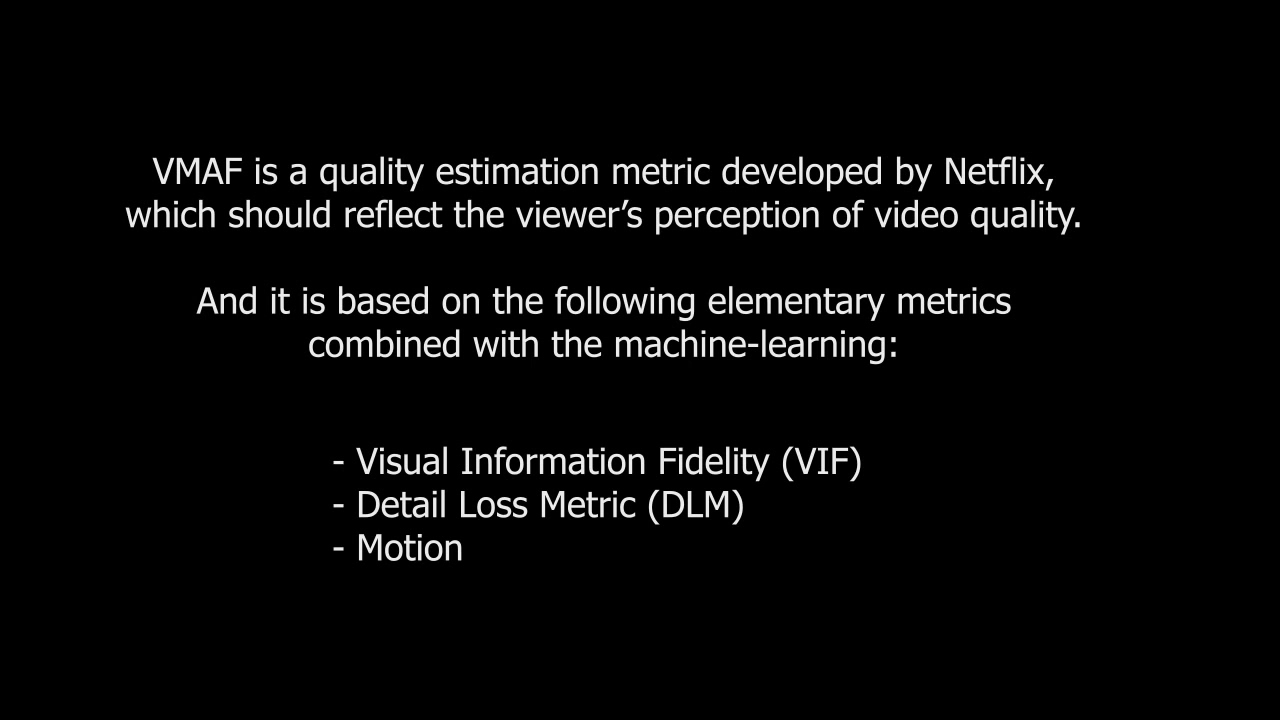 VMAF is a quality estimation metric developed by Netflix,
which should reflect the viewer’s perception of video quality.
And it is based on the following elementary metrics
combined with the machine-learning:
- Visual Information Fidelity (VIF)
- Detail Loss Metric (DLM)
- Motion